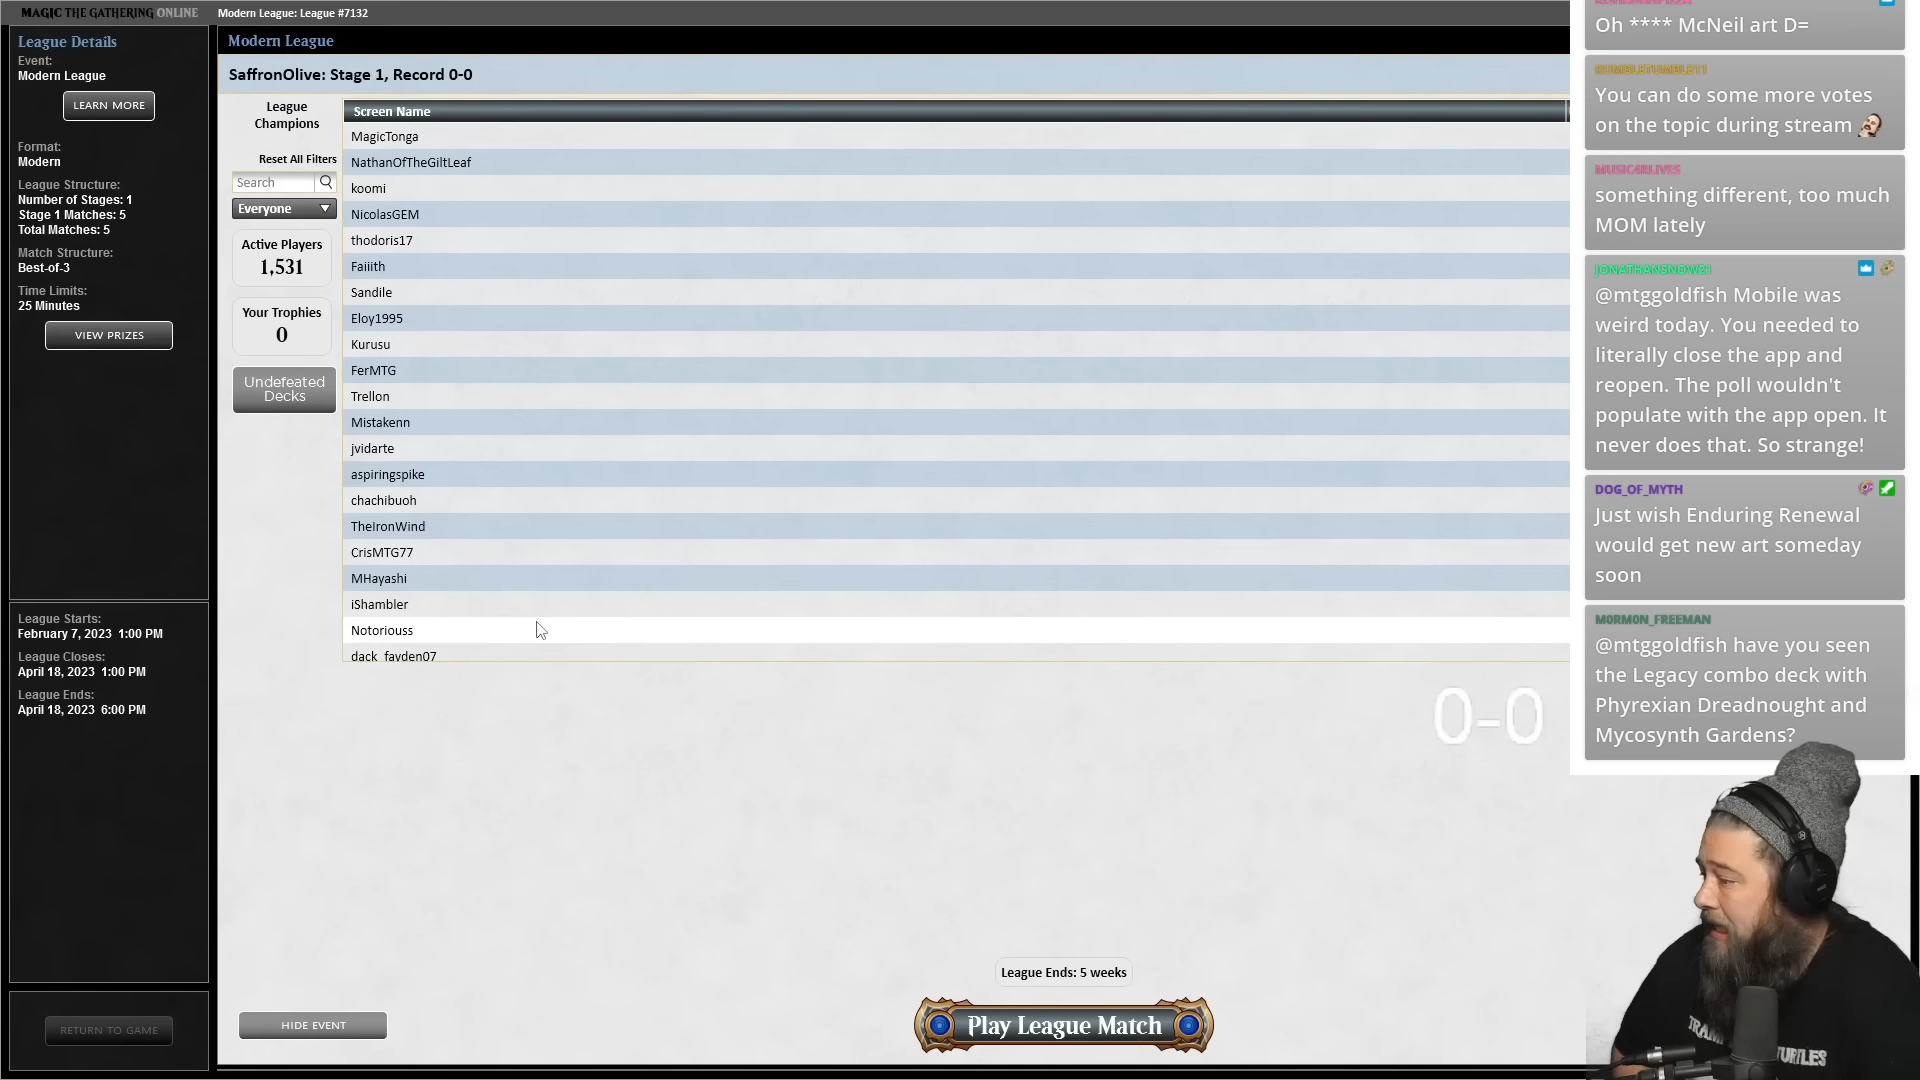 MAGIC THE GATHERING ONLINE
Modern League: League #7132
League Details
Event:
Modern League
LEARN MORE
Format:
Modern
League Structure:
Number of Stages: 1
Stage 1 Matches: 5
Total Matches: 5
Match Structure:
Best-of-3
Time Limits:
25 Minutes
VIEW PRIZES
League Starts:
February 7, 2023 1:00 PM
League Closes:
April 18, 2023 1:00 PM
League Ends:
April 18, 2023 6:00 PM
RETURN TO GAME
Modern League
SaffronOlive: Stage 1, Record 0-0
League
Champions
Reset All Filters
Search
Everyone
Active Players
1,531
Your Trophies
0
Undefeated
Decks
Screen Name
MagicTonga
NathanOfTheGiltLeaf
koomi
NicolasGEM
thodoris17
Faiiith
Sandile
Eloy1995
Kurusu
FerMTG
Trellon
Mistakenn
jvidarte
aspiringspike
chachibuoh
TheIronWind
CrisMTG77
MHayashi
iShambler
Notoriouss
dack_fayden07
0-0
League Ends: 5 weeks
HIDE EVENT
Play League Match
Oh **** McNeil art D=
RUMBLETUMBLE11
You can do some more votes
on the topic during stream
MUSIC4RLIVES
something different, too much
MOM lately
JONATHANSNOW21
@mtggoldfish Mobile was
weird today. You needed to
literally close the app and
reopen. The poll wouldn't
populate with the app open. It
never does that. So strange!
DOG_OF_MYTH
Just wish Enduring Renewal
would get new art someday
soon
M0RM0N_FREEMAN
@mtggoldfish have you seen
the Legacy combo deck with
Phyrexian Dreadnought and
Mycosynth Gardens?